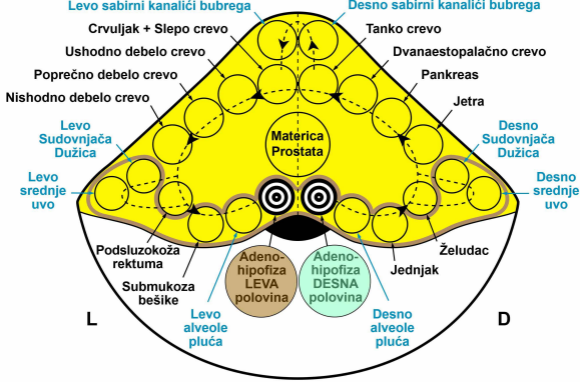 Levo sabirni kanalići bubrega
Desno sabirni kanalići bubrega
Crvuljak + Slepo crevo
Tanko crevo
Ushodno debelo crevo
Dvanaestopalačno crevo
Poprečno debelo crevo
Pankreas
Nishodno debelo crevo
Jetra
Levo
Sudovnjača
Dužica
Desno
Sudovnjača
Dužica
Materica
Prostata
Levo
srednje
uvo
Desno
srednje
uvo
Podsluzokoža
rektuma
Želudac
Submukoza
bešike
Jednjak
Adeno-
hipofiza
LEVA
polovina
Adeno-
hipofiza
DESNA
polovina
Levo
alveole
pluća
Desno
alveole
pluća
L
D